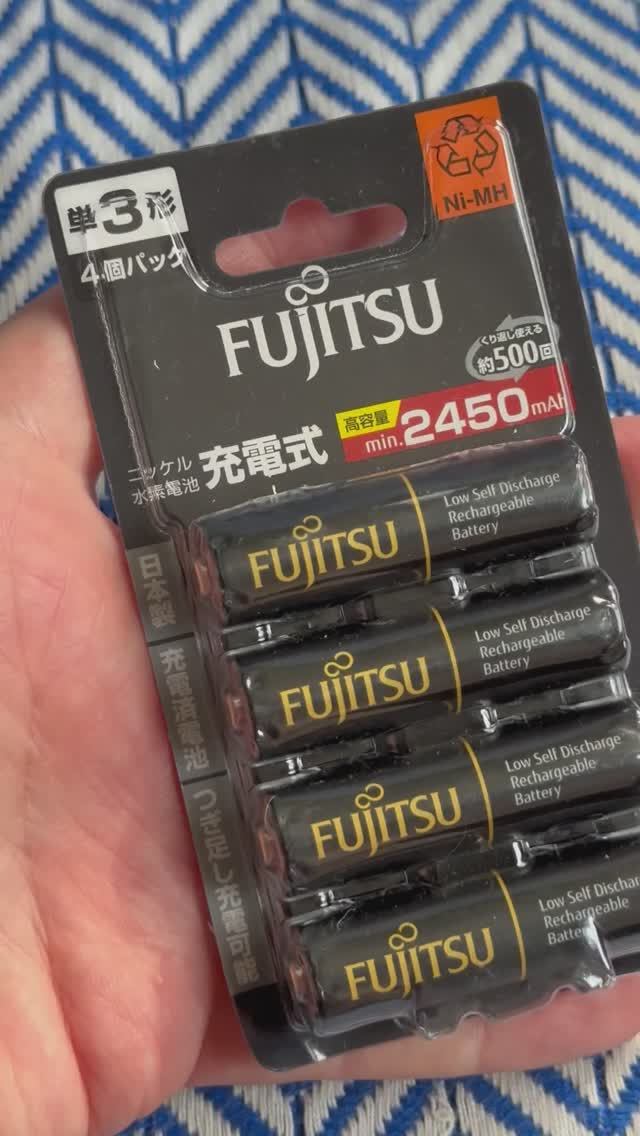 単3形
4個パック
Ni-MH
FUJITSU
くり返し使える
約500回
高容量
min.2450mAh
ニッケル
水素電池
充電式
日本製
充電済電池
つぎ足し充電可能
FUJITSU
Low Self Discharge
Rechargeable
Battery
FUJITSU
Low Self Discharge
Rechargeable
Battery
FUJITSU
Low Self Discharge
Rechargeable
Battery
FUJITSU
Low Self Dischar
Rechargeable
Battery